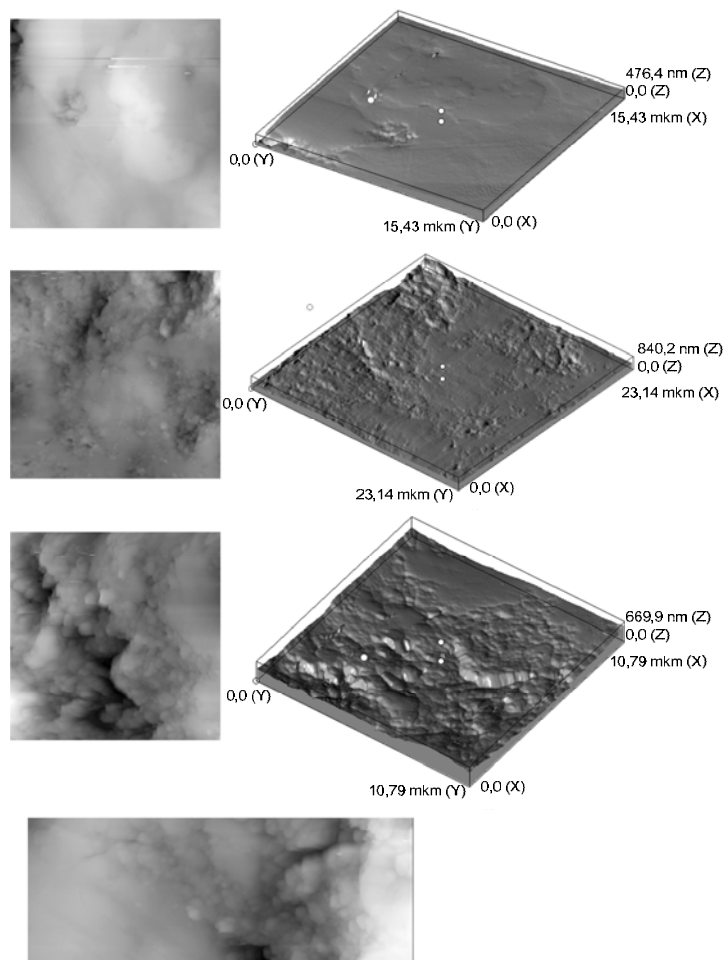 476,4 nm (Z)
0,0 (Z)
15,43 mkm (X)
0,0 (Y)
15,43 mkm (Y)
0,0 (X)
840,2 nm (Z)
0,0 (Z)
23,14 mkm (X)
0,0 (Y)
23,14 mkm (Y)
0,0 (X)
669,9 nm (Z)
0,0 (Z)
10,79 mkm (X)
0,0 (Y)
10,79 mkm (Y)
0,0 (X)